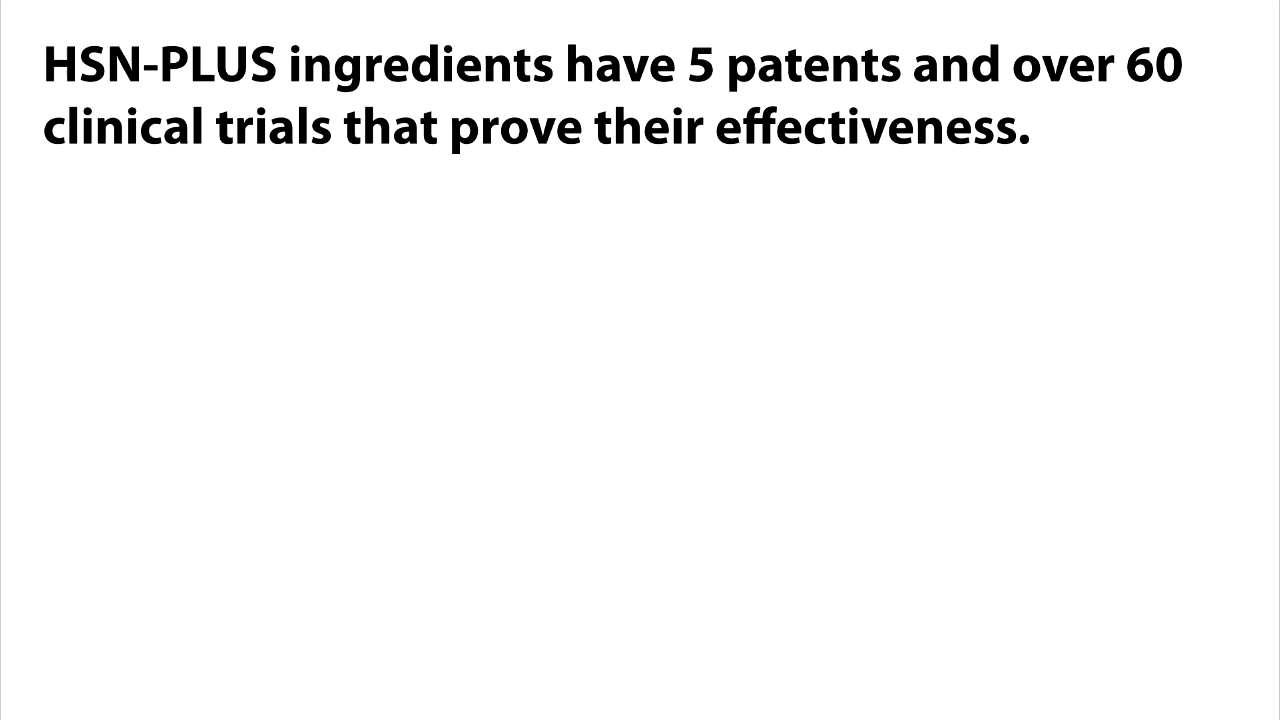 HSN-PLUS ingredients have 5 patents and over 60
clinical trials that prove their effectiveness.